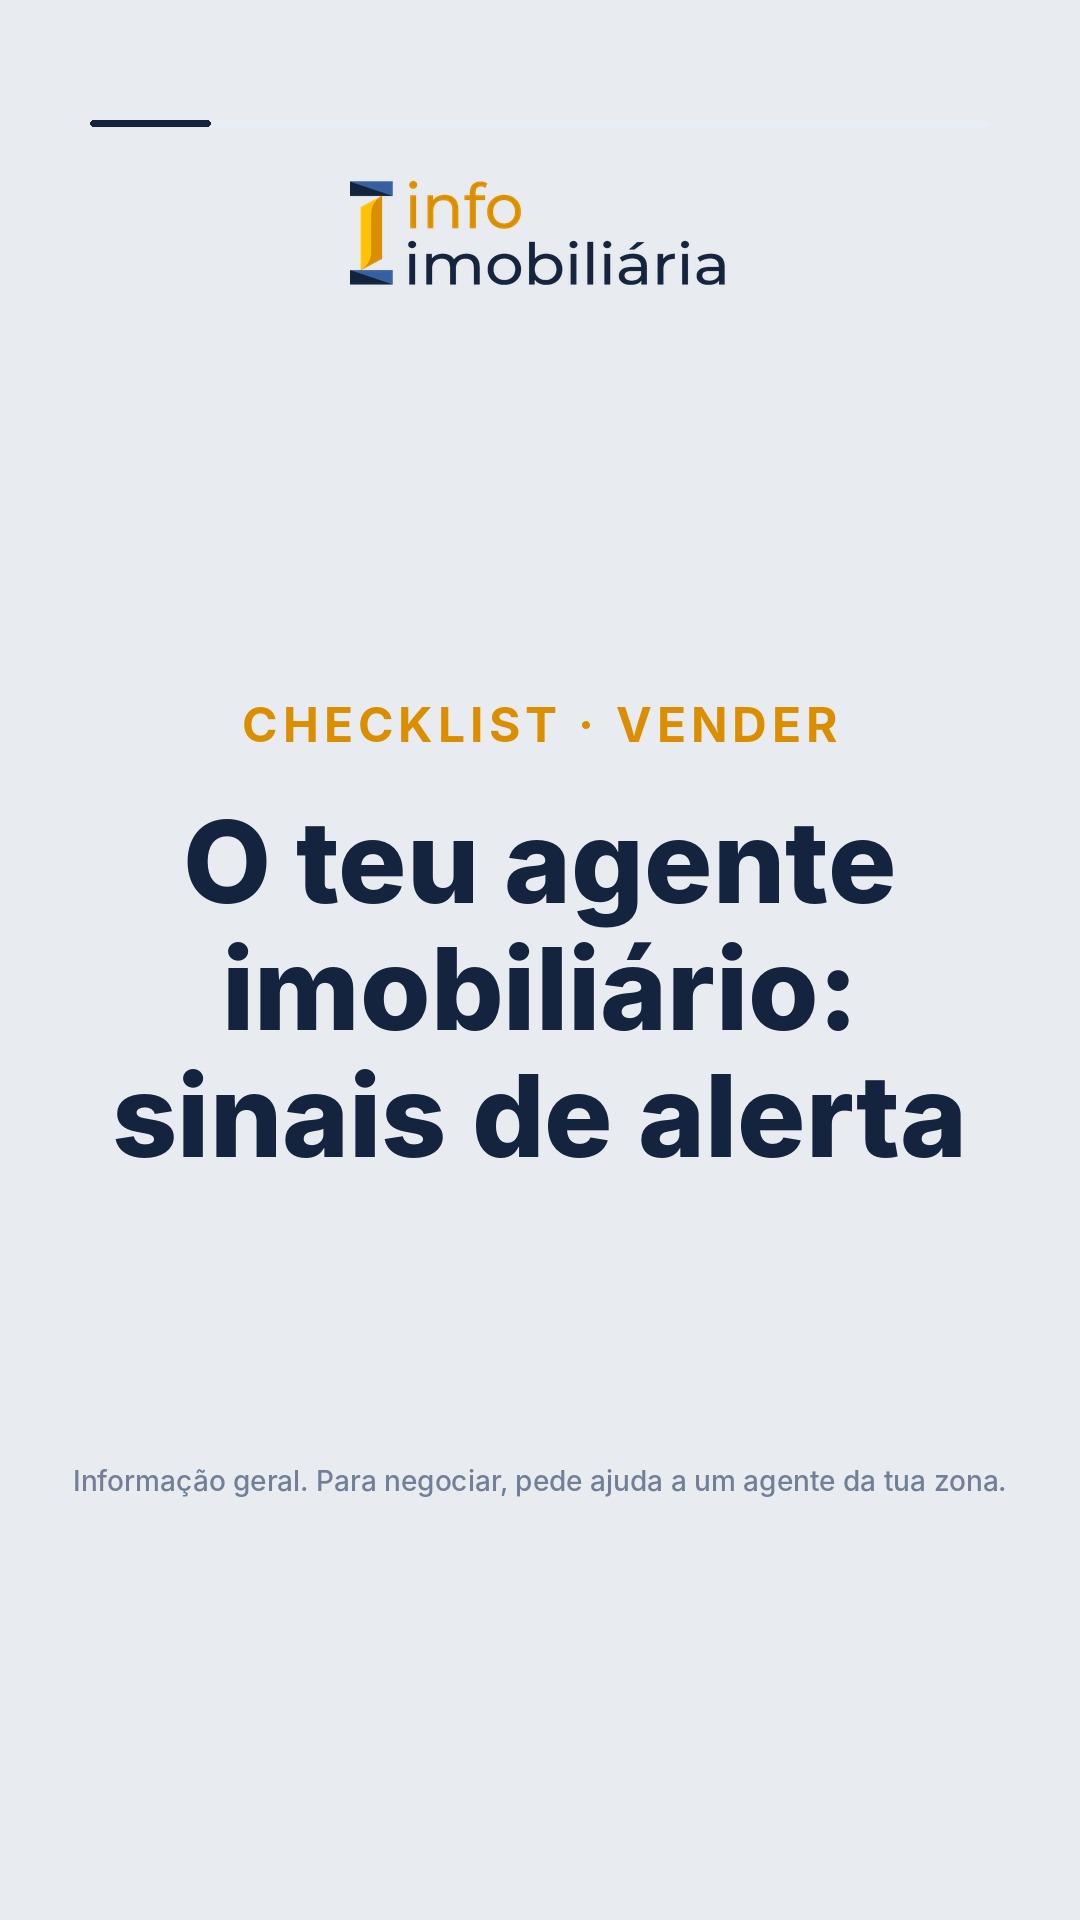 info
imobiliária
CHECKLIST · VENDER
O teu agente
imobiliário:
sinais de alerta
Informação geral. Para negociar, pede ajuda a um agente da tua zona.